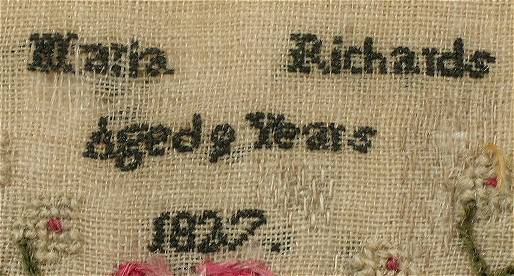 Maria Richards
Aged 9 Years
1827.